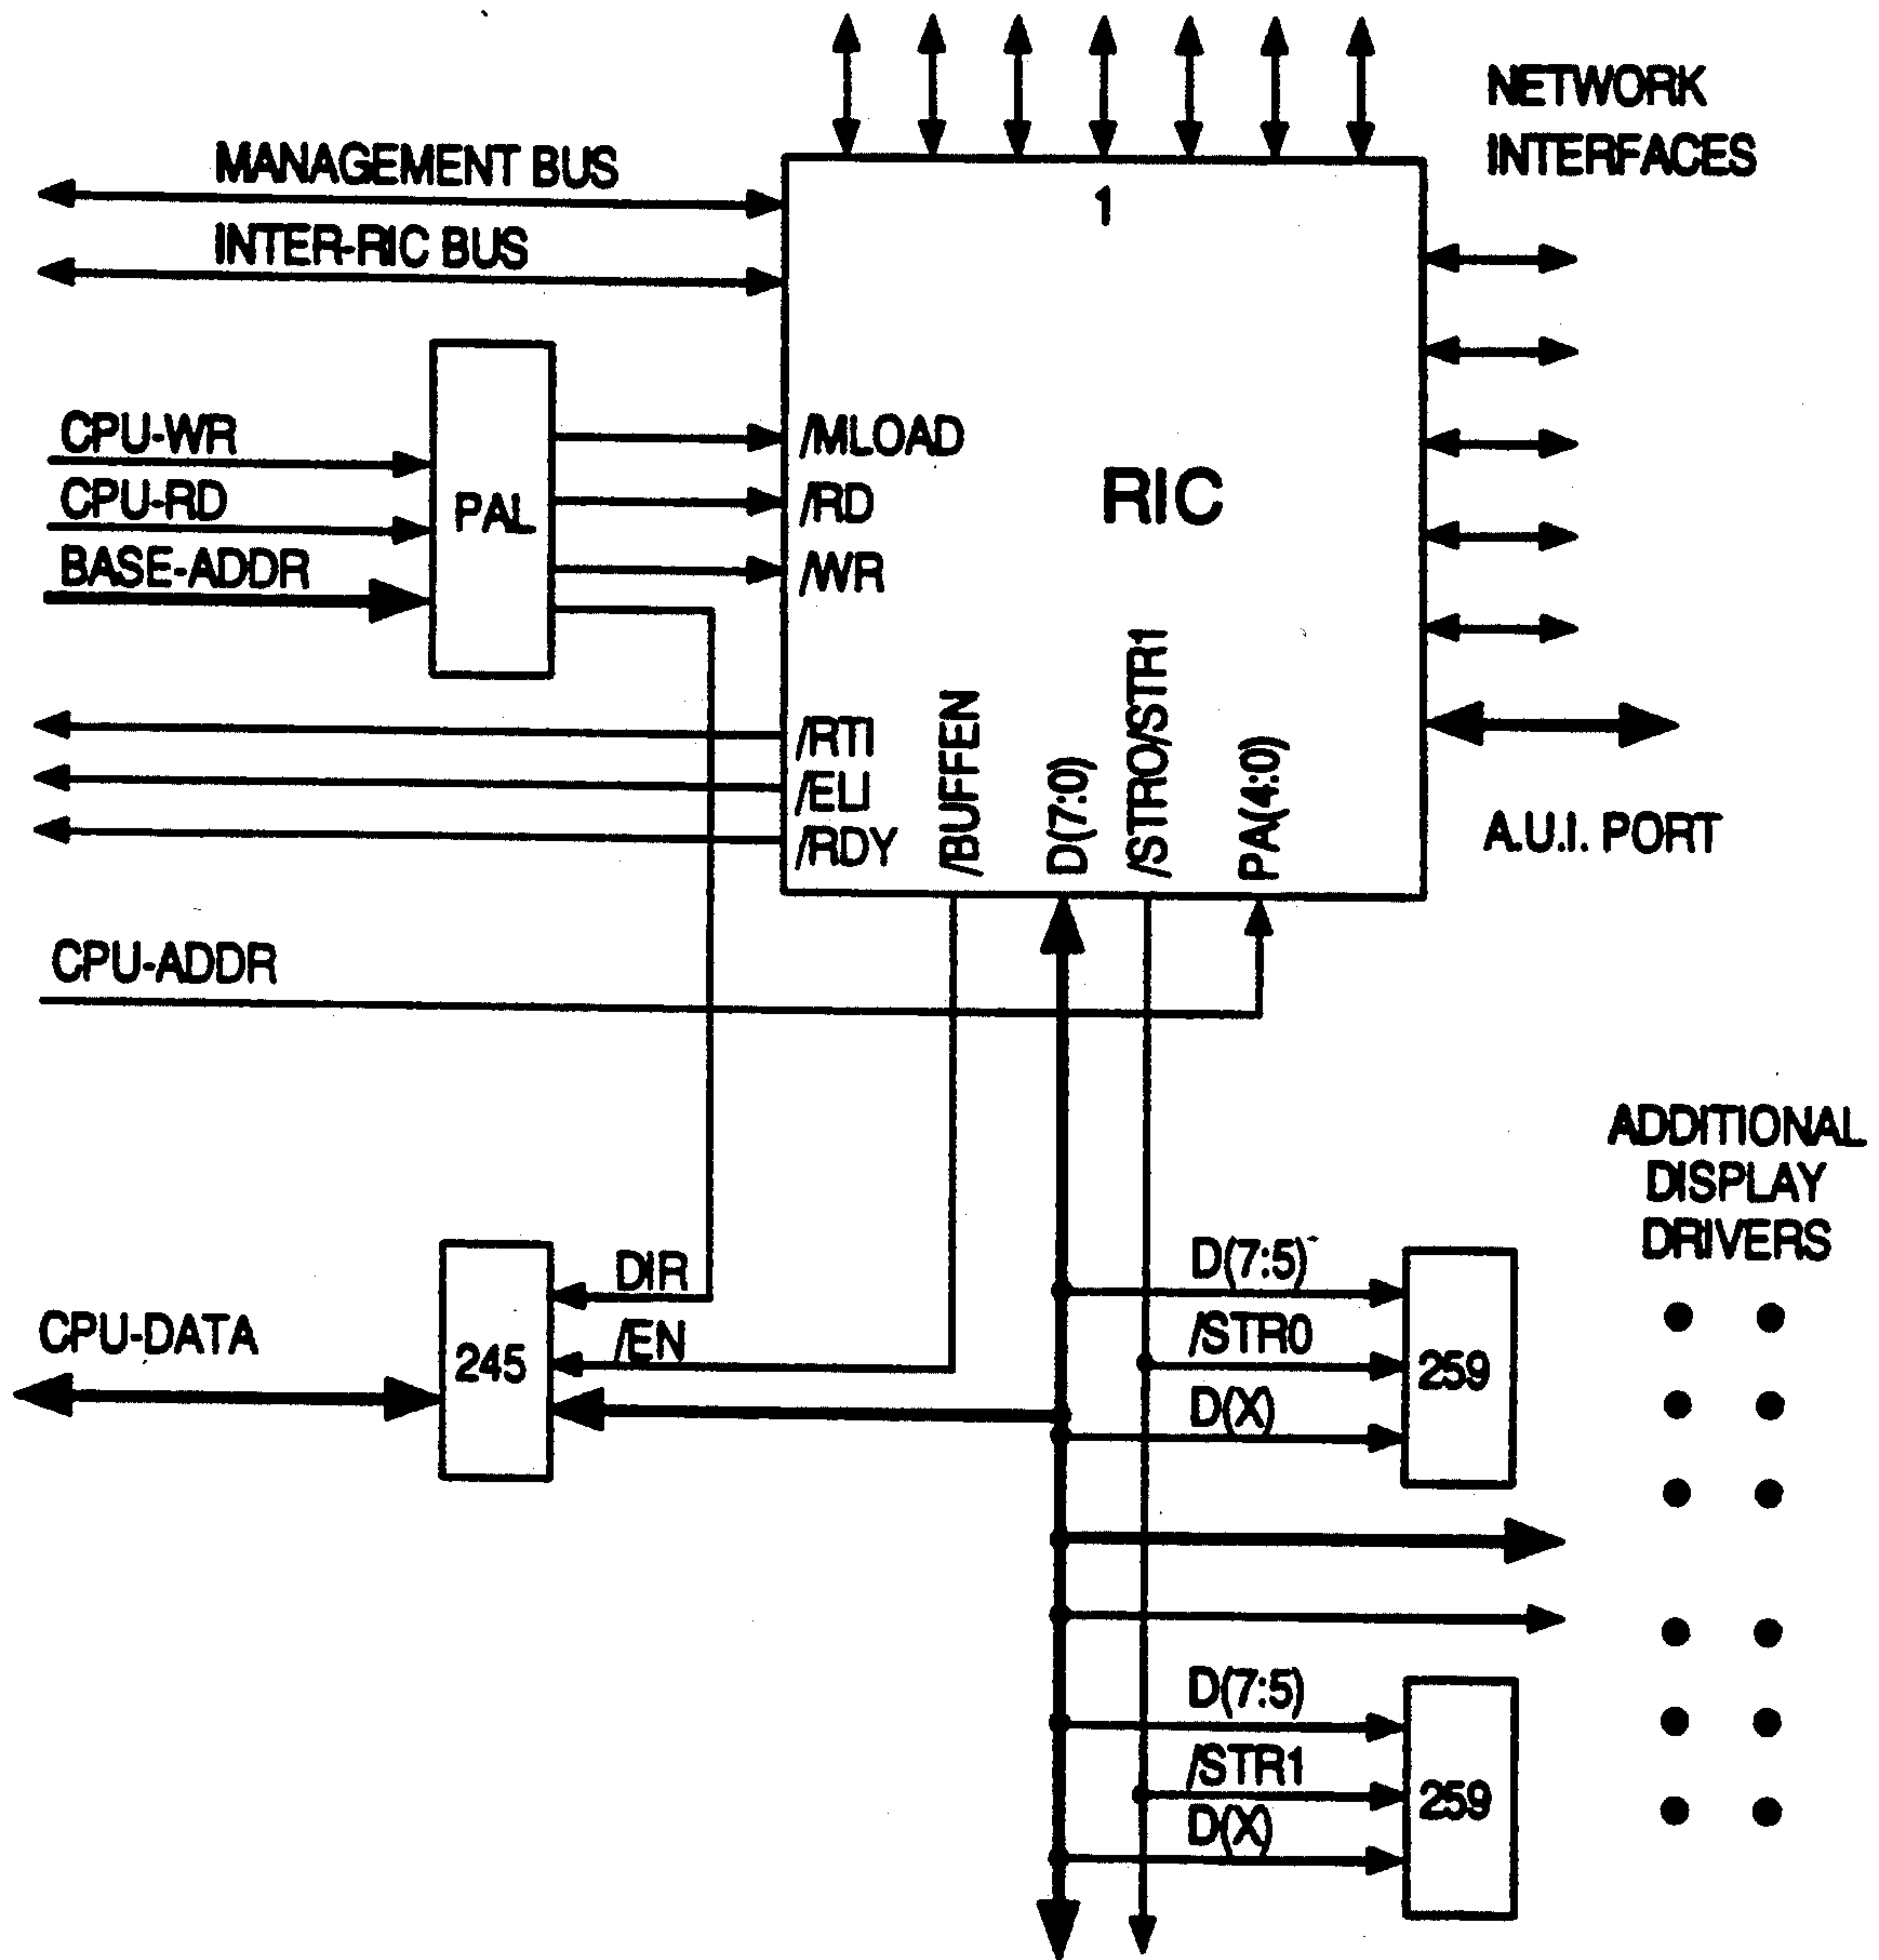 NETWORK
INTERFACES
MANAGEMENT BUS
1
INTER-RIC BUS
CPU-WR
/MLOAD
RIC
CPU-RD
PAL
/RD
BASE-ADDR
/WR
/RTI
/ELI
/RDY
/BUFFEN
D(7:0)
/STRO/STR1
PA(4:0)
A.U.I. PORT
CPU-ADDR
ADDITIONAL
DISPLAY
DRIVERS
DIR
D(7:5)
CPU-DATA
/EN
/STR0
245
259
D(X)
D(7:5)
/STR1
259
D(X)